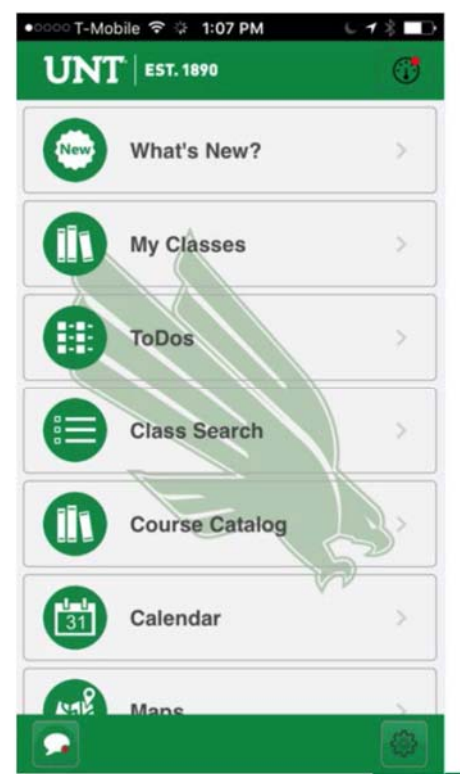 T-Mobile 1:07 PM
UNT EST. 1890
New What's New?
My Classes
ToDos
Class Search
Course Catalog
31 Calendar
Maps